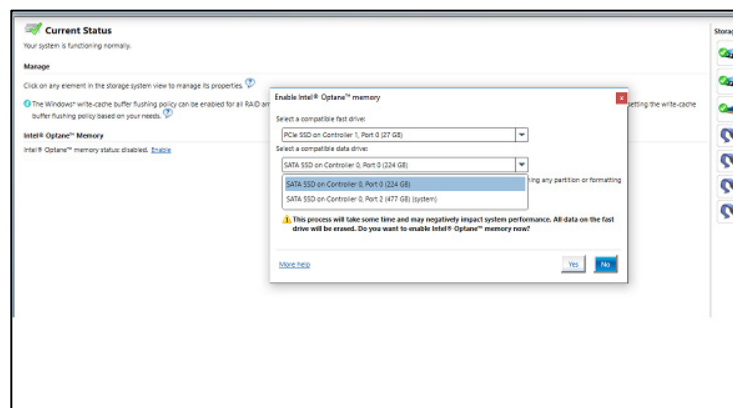 Current Status
Your system is functioning normally.
Manage
Click on any element in the storage system view to manage its properties.
The Windows* write-cache buffer flushing policy can be enabled for all RAID arr
setting the write-cache
buffer flushing policy based on your needs.
Intel® Optane™ Memory
Intel® Optane™ memory status: disabled. Enable
Storag
Enable Intel® Optane™ memory
Select a compatible fast drive:
PCIe SSD on Controller 1, Port 0 (27 GB)
Select a compatible data drive:
SATA SSD on Controller 0, Port 0 (224 GB)
SATA SSD on Controller 0, Port 0 (224 GB)
ing any partition or formatting
SATA SSD on Controller 0, Port 2 (477 GB) (system)
This process will take some time and may negatively impact system performance. All data on the fast
drive will be erased. Do you want to enable Intel® Optane™ memory now?
More help
Yes
No